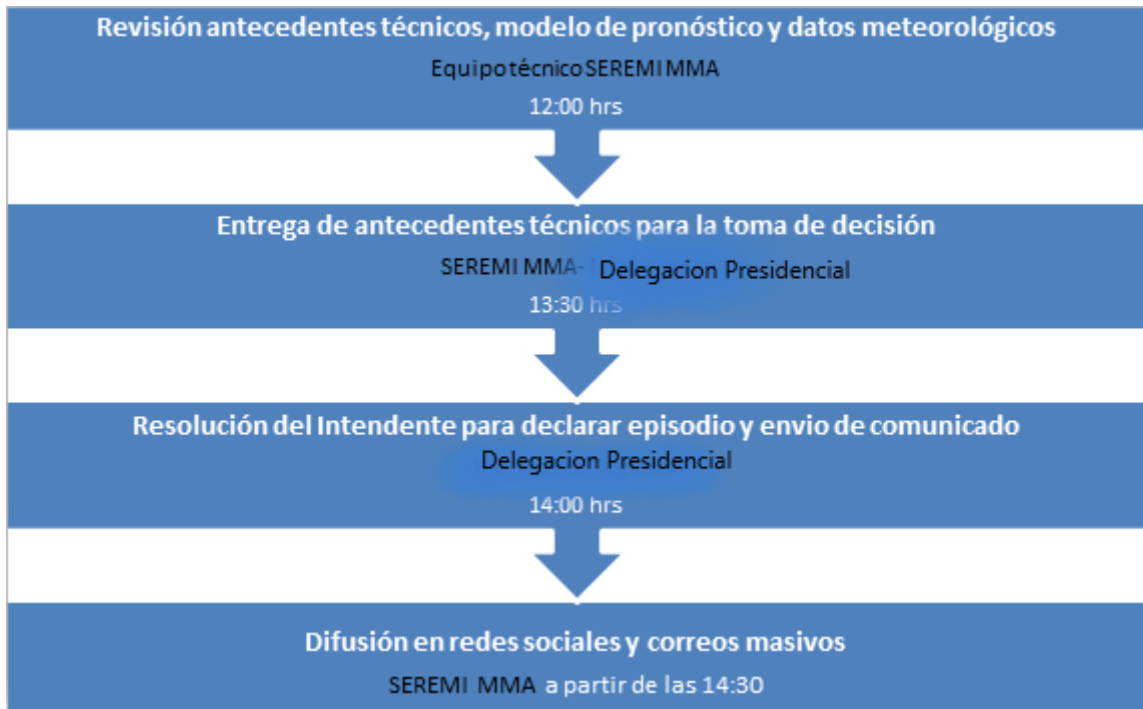 Revisión antecedentes técnicos, modelo de pronóstico y datos meteorológicos
Equipo técnico SEREMI MMA
12:00 hrs
Entrega de antecedentes técnicos para la toma de decisión
SEREMI MMA- Delegacion Presidencial
13:30 hrs
Resolución del Intendente para declarar episodio y envio de comunicado
Delegacion Presidencial
14:00 hrs
Difusión en redes sociales y correos masivos
SEREMI MMA a partir de las 14:30